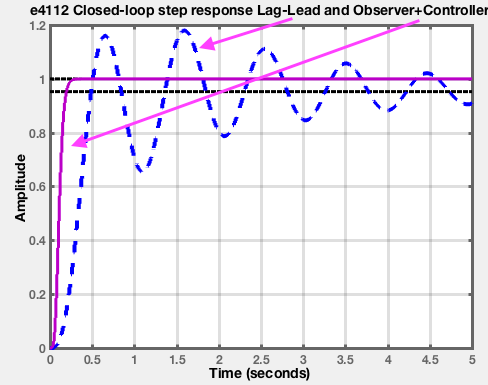 e4112 Closed-loop step response Lag-Lead and Observer+Controller
Amplitude
1.2
1
0.8
0.6
0.4
0.2
0
0 0.5 1 1.5 2 2.5 3 3.5 4 4.5 5
Time (seconds)